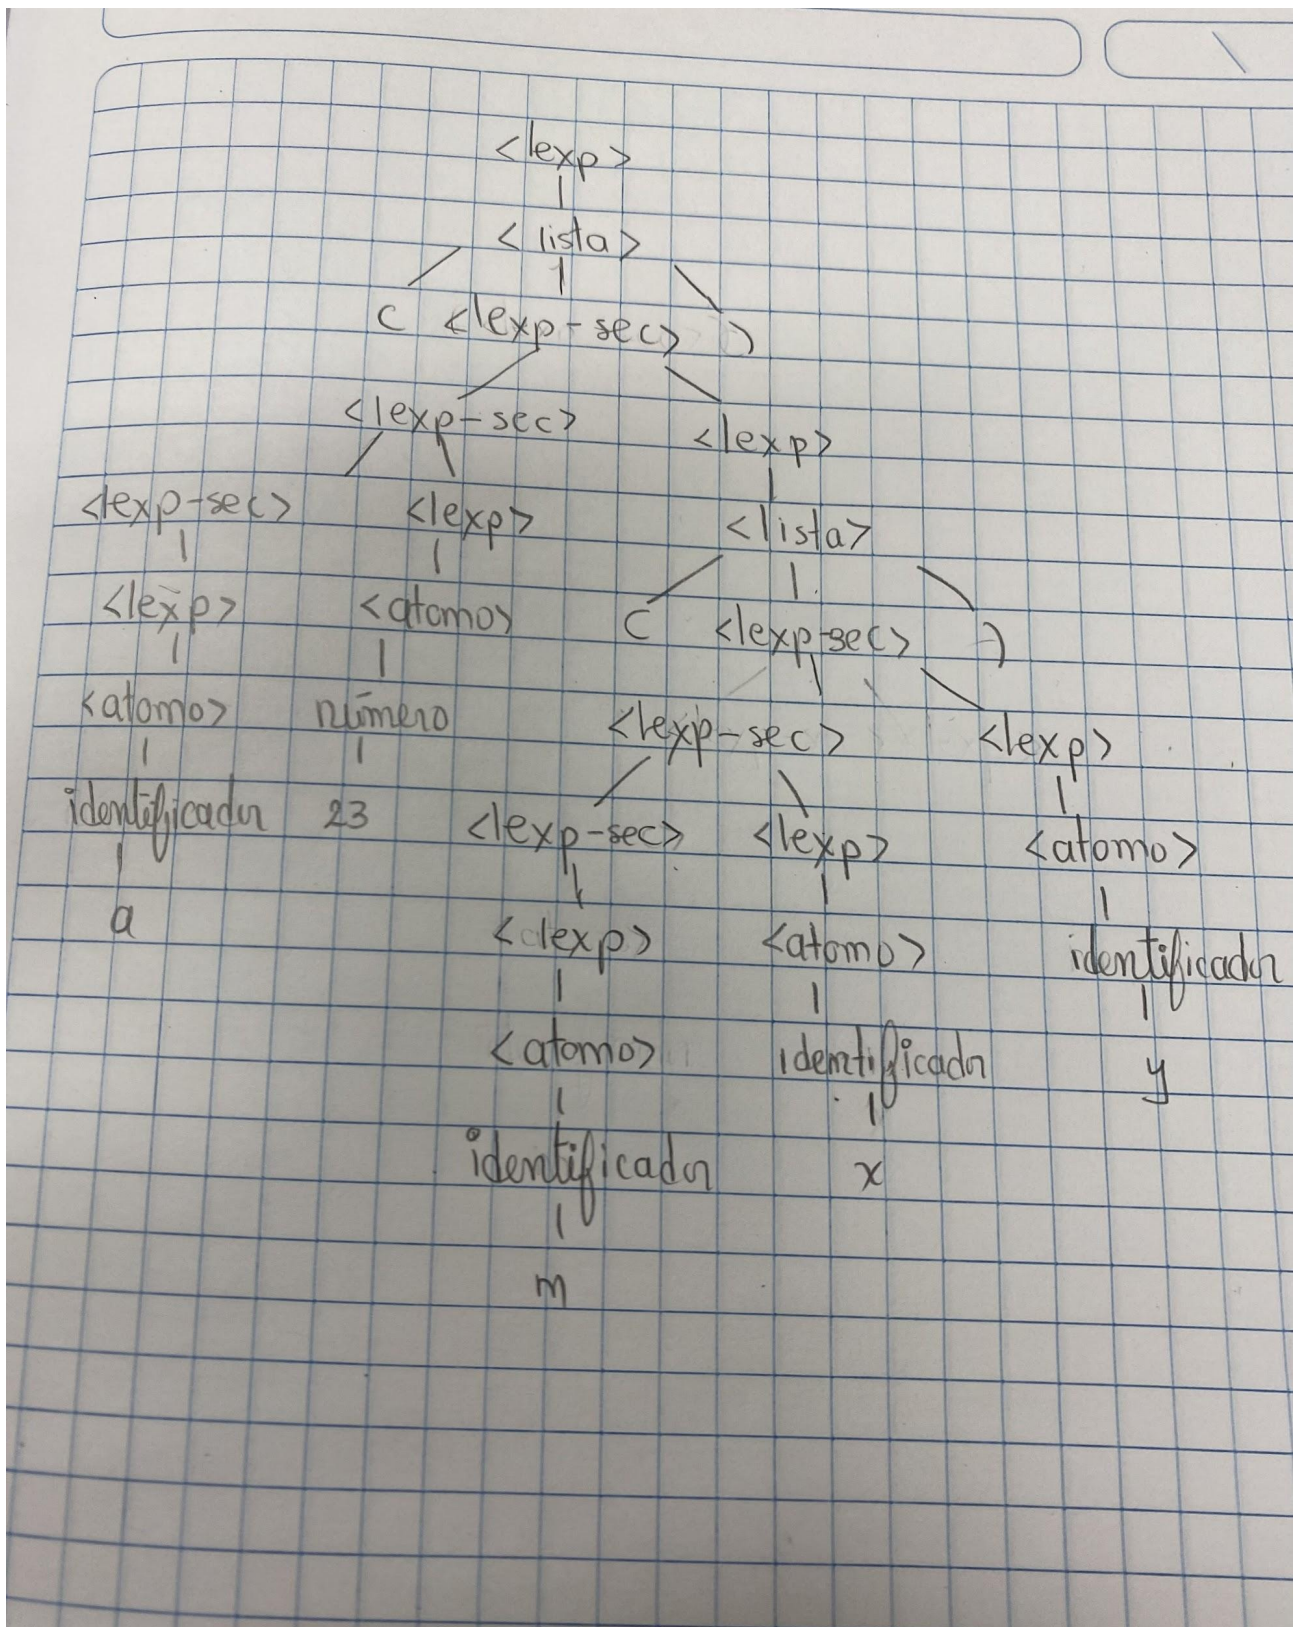 <lexp>
<lista>
( <lexp-sec> )
<lexp-sec> <lexp>
<lexp-sec> <lexp> <lista>
<lexp> <atomo> ( <lexp-sec> )
<atomo> número <lexp-sec> <lexp>
identificador 23 <lexp-sec> <lexp> <atomo>
a <lexp> <atomo> identificador
<atomo> identificador y
identificador x
m